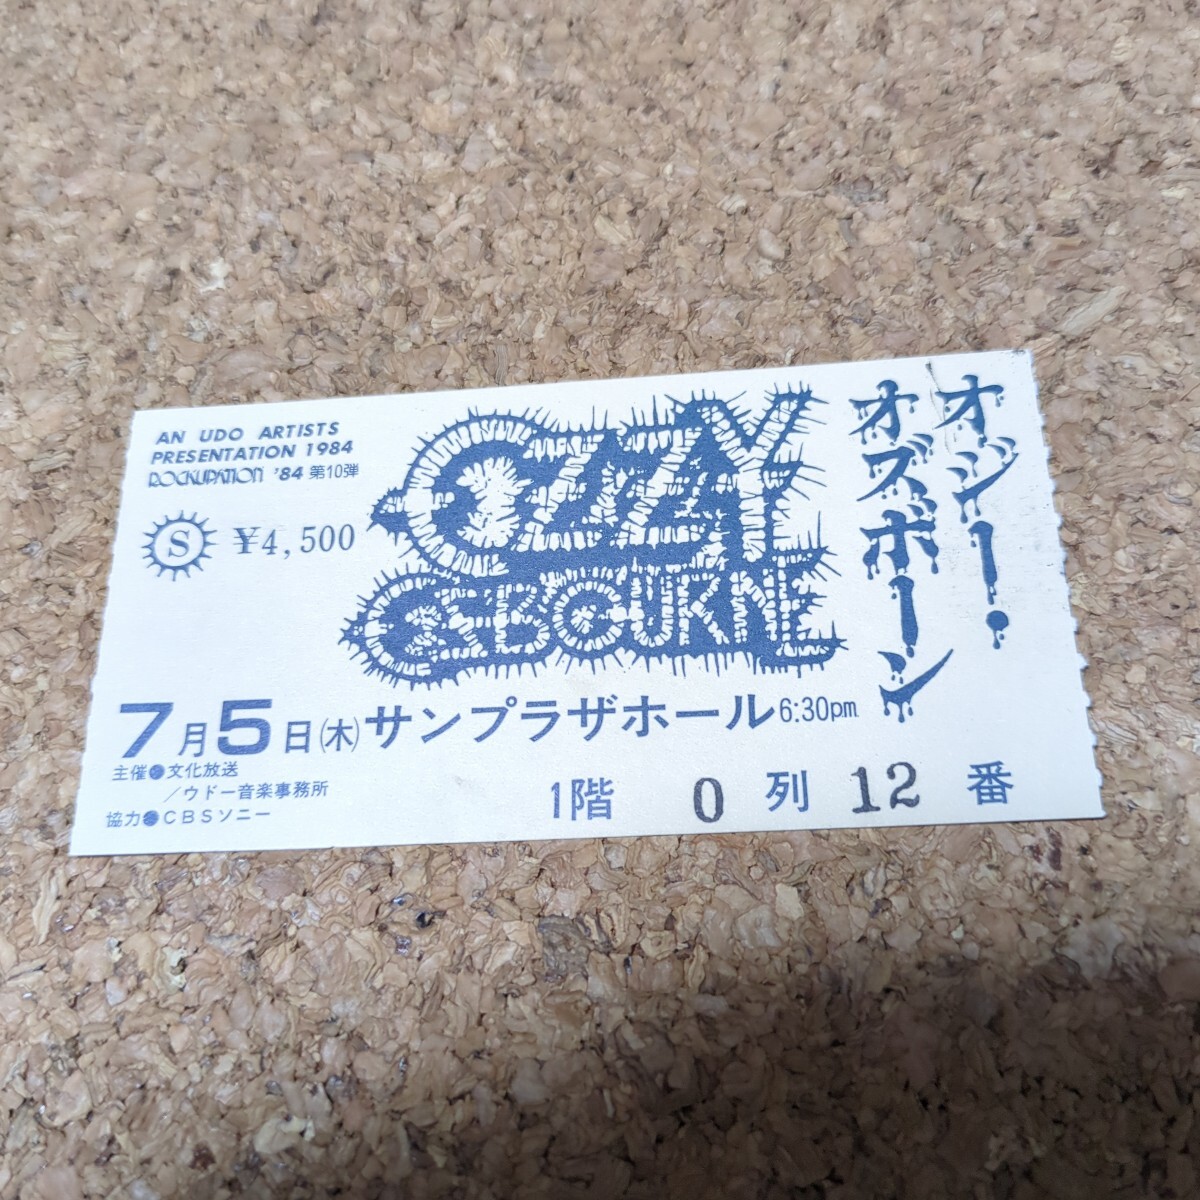 AN UDO ARTISTS
PRESENTATION 1984
ROCKUPATION '84 第10弾
S ¥4,500
OZZY
OSBOURNE
オジー・
オズボーン
7月5日(木)サンプラザホール6:30pm
主催●文化放送
/ウドー音楽事務所
協力●CBSソニー
1階 0 列 12 番